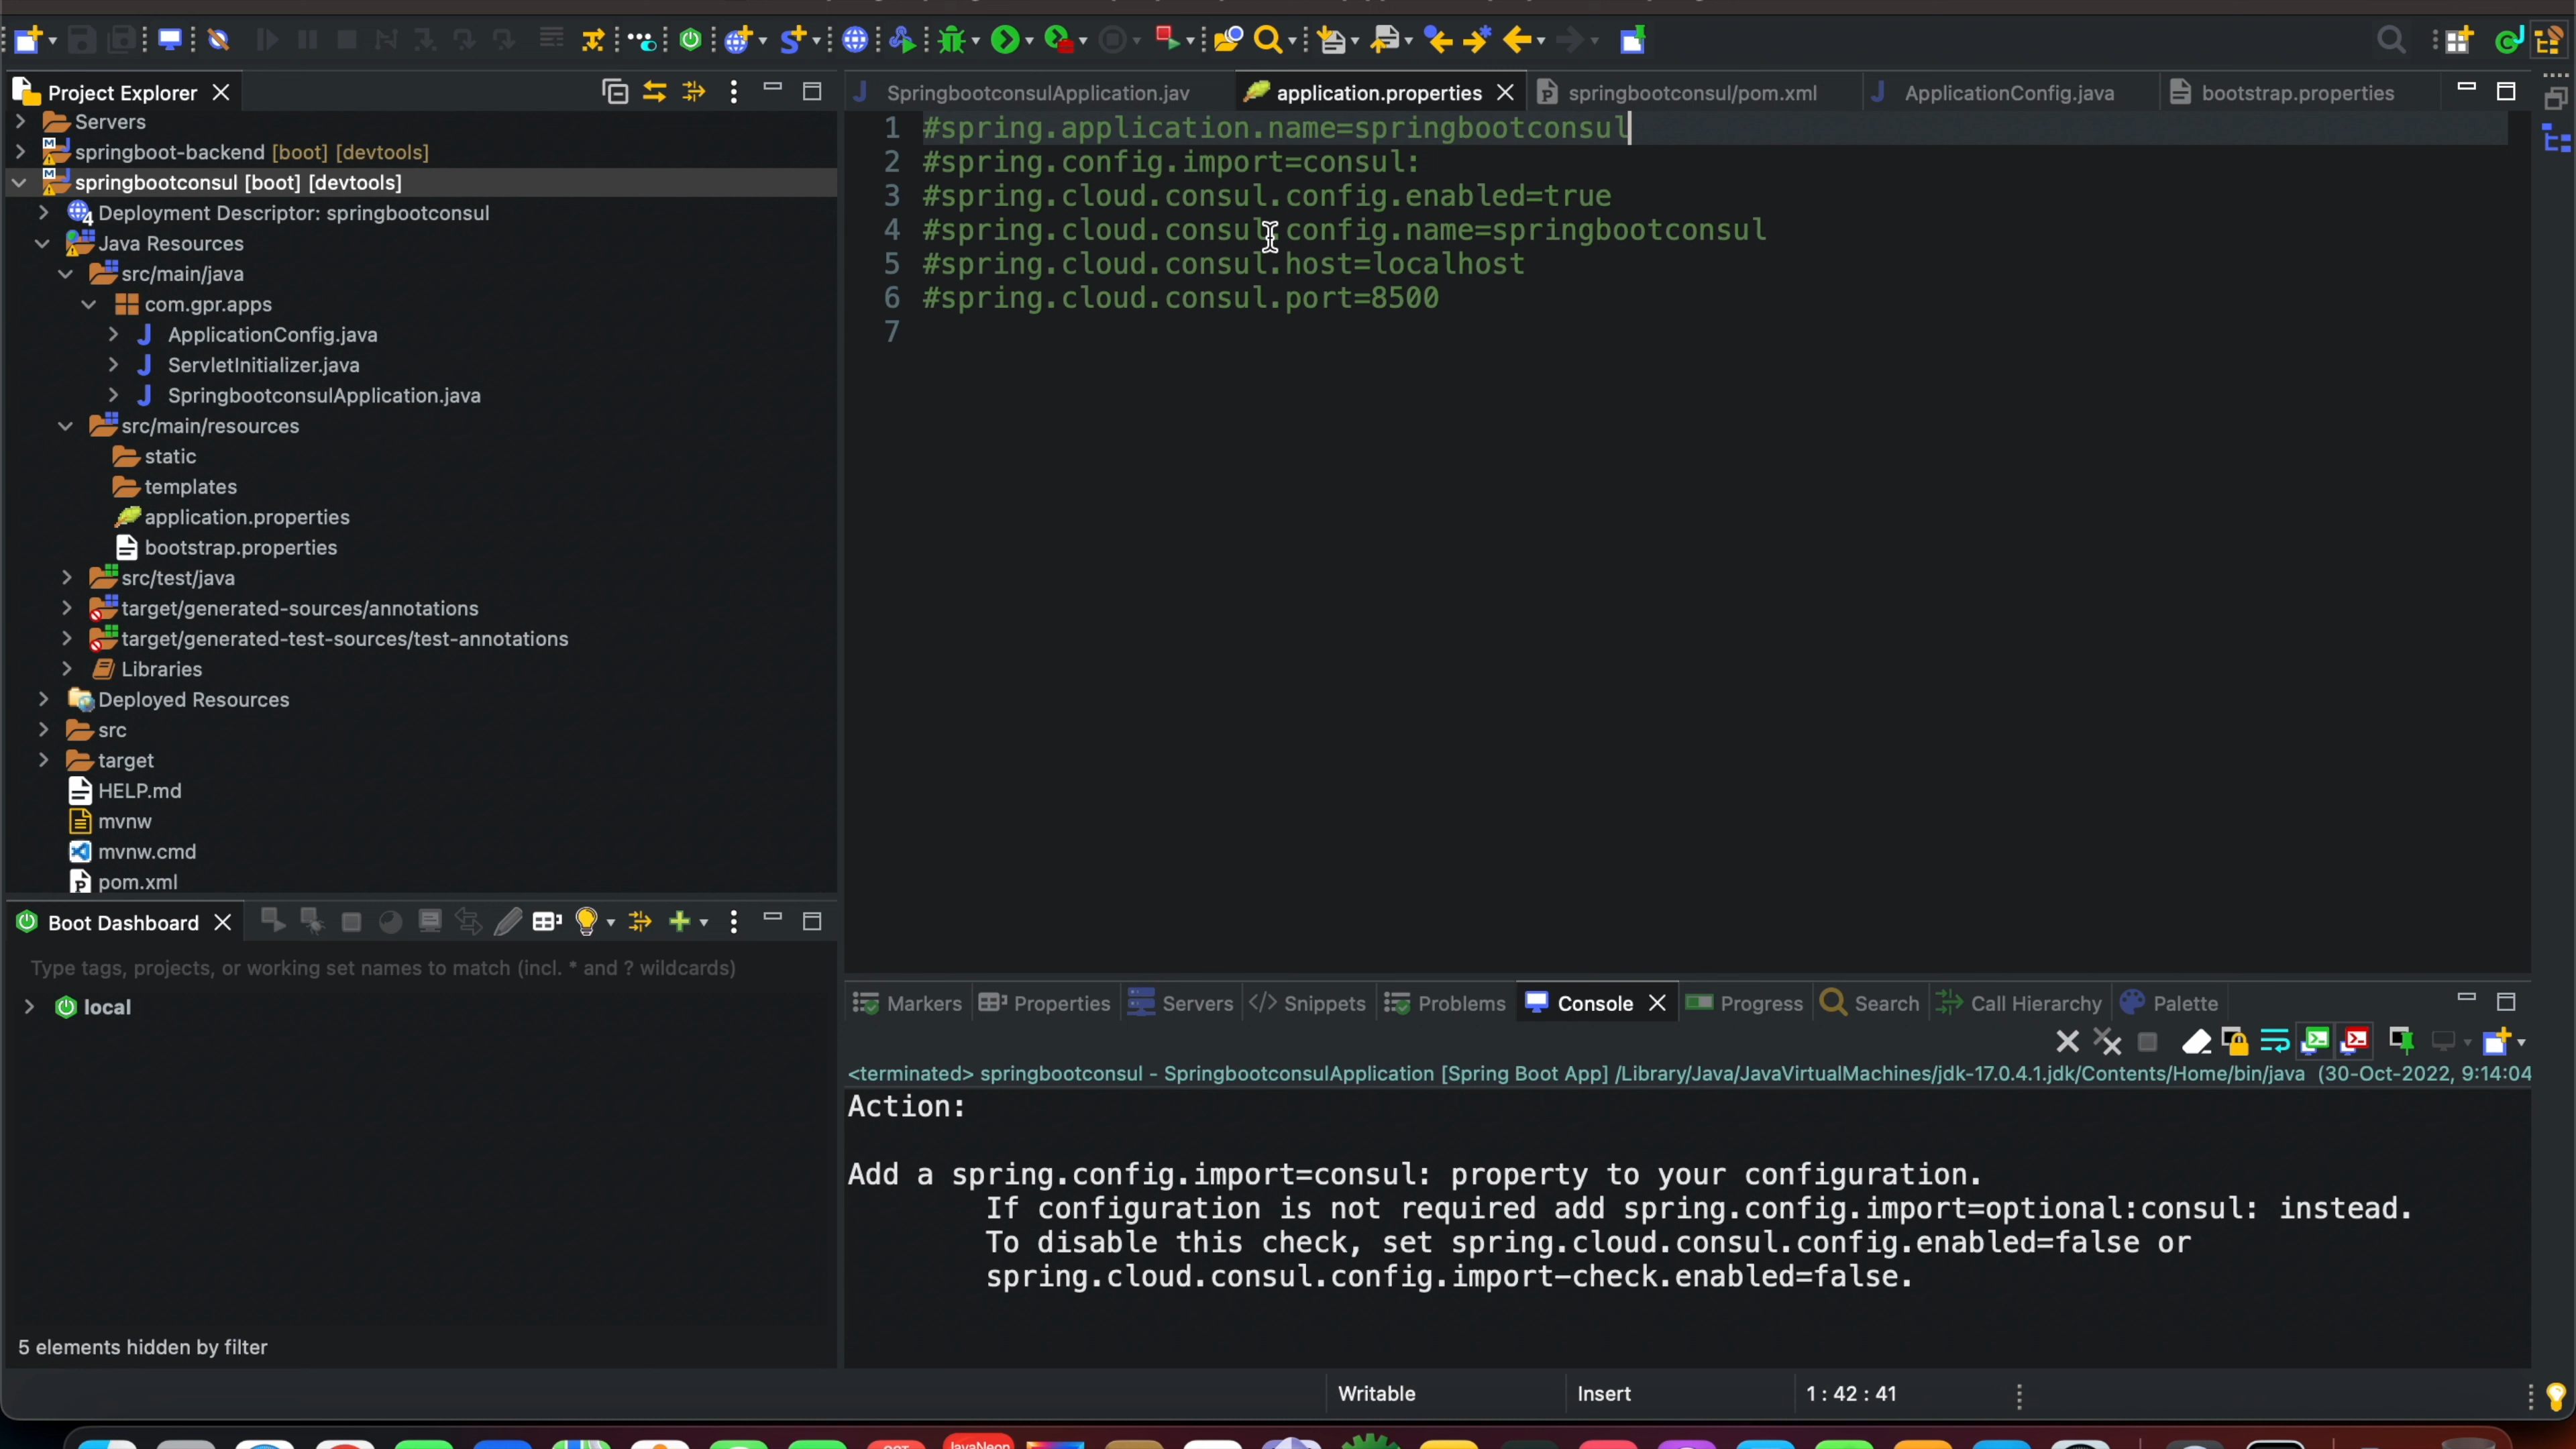 Project Explorer
Servers
springboot-backend [boot] [devtools]
springbootconsul [boot] [devtools]
Deployment Descriptor: springbootconsul
Java Resources
src/main/java
com.gpr.apps
ApplicationConfig.java
ServletInitializer.java
SpringbootconsulApplication.java
src/main/resources
static
templates
application.properties
bootstrap.properties
src/test/java
target/generated-sources/annotations
target/generated-test-sources/test-annotations
Libraries
Deployed Resources
src
target
HELP.md
mvnw
mvnw.cmd
pom.xml
Boot Dashboard
Type tags, projects, or working set names to match (incl. * and ? wildcards)
local
5 elements hidden by filter
SpringbootconsulApplication.jav application.properties springbootconsul/pom.xml ApplicationConfig.java bootstrap.properties
1 #spring.application.name=springbootconsul
2 #spring.config.import=consul:
3 #spring.cloud.consul.config.enabled=true
4 #spring.cloud.consul.config.name=springbootconsul
5 #spring.cloud.consul.host=localhost
6 #spring.cloud.consul.port=8500
7
Markers Properties Servers Snippets Problems Console Progress Search Call Hierarchy Palette
<terminated> springbootconsul - SpringbootconsulApplication [Spring Boot App] /Library/Java/JavaVirtualMachines/jdk-17.0.4.1.jdk/Contents/Home/bin/java (30-Oct-2022, 9:14:04
Action:
Add a spring.config.import=consul: property to your configuration.
If configuration is not required add spring.config.import=optional:consul: instead.
To disable this check, set spring.cloud.consul.config.enabled=false or
spring.cloud.consul.config.import-check.enabled=false.
Writable Insert 1 : 42 : 41
JavaNeon